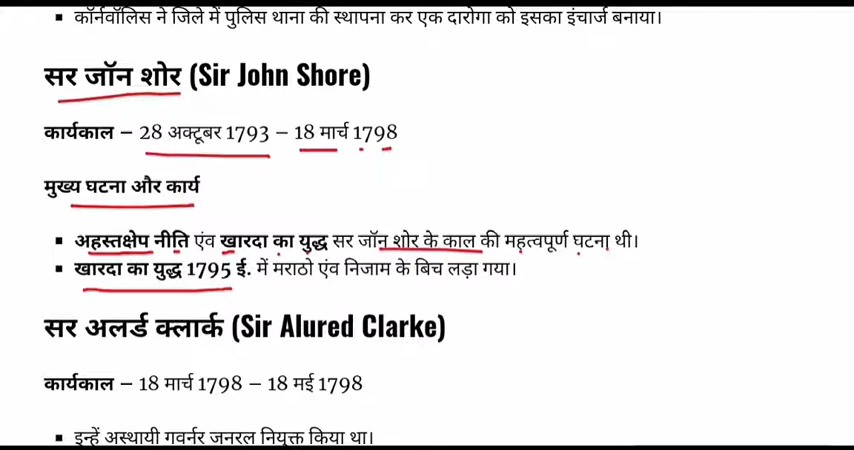 ▪ कॉर्नवॉलिस ने जिले में पुलिस थाना की स्थापना कर एक दारोगा को इसका इंचार्ज बनाया।
सर जॉन शोर (Sir John Shore)
कार्यकाल – 28 अक्टूबर 1793 – 18 मार्च 1798
मुख्य घटना और कार्य
▪ अहस्तक्षेप नीति एंव खारदा का युद्ध सर जॉन शोर के काल की महत्वपूर्ण घटना थी।
▪ खारदा का युद्ध 1795 ई. में मराठो एंव निजाम के बिच लड़ा गया।
सर अलर्ड क्लार्क (Sir Alured Clarke)
कार्यकाल – 18 मार्च 1798 – 18 मई 1798
▪ इन्हें अस्थायी गवर्नर जनरल नियुक्त किया था।